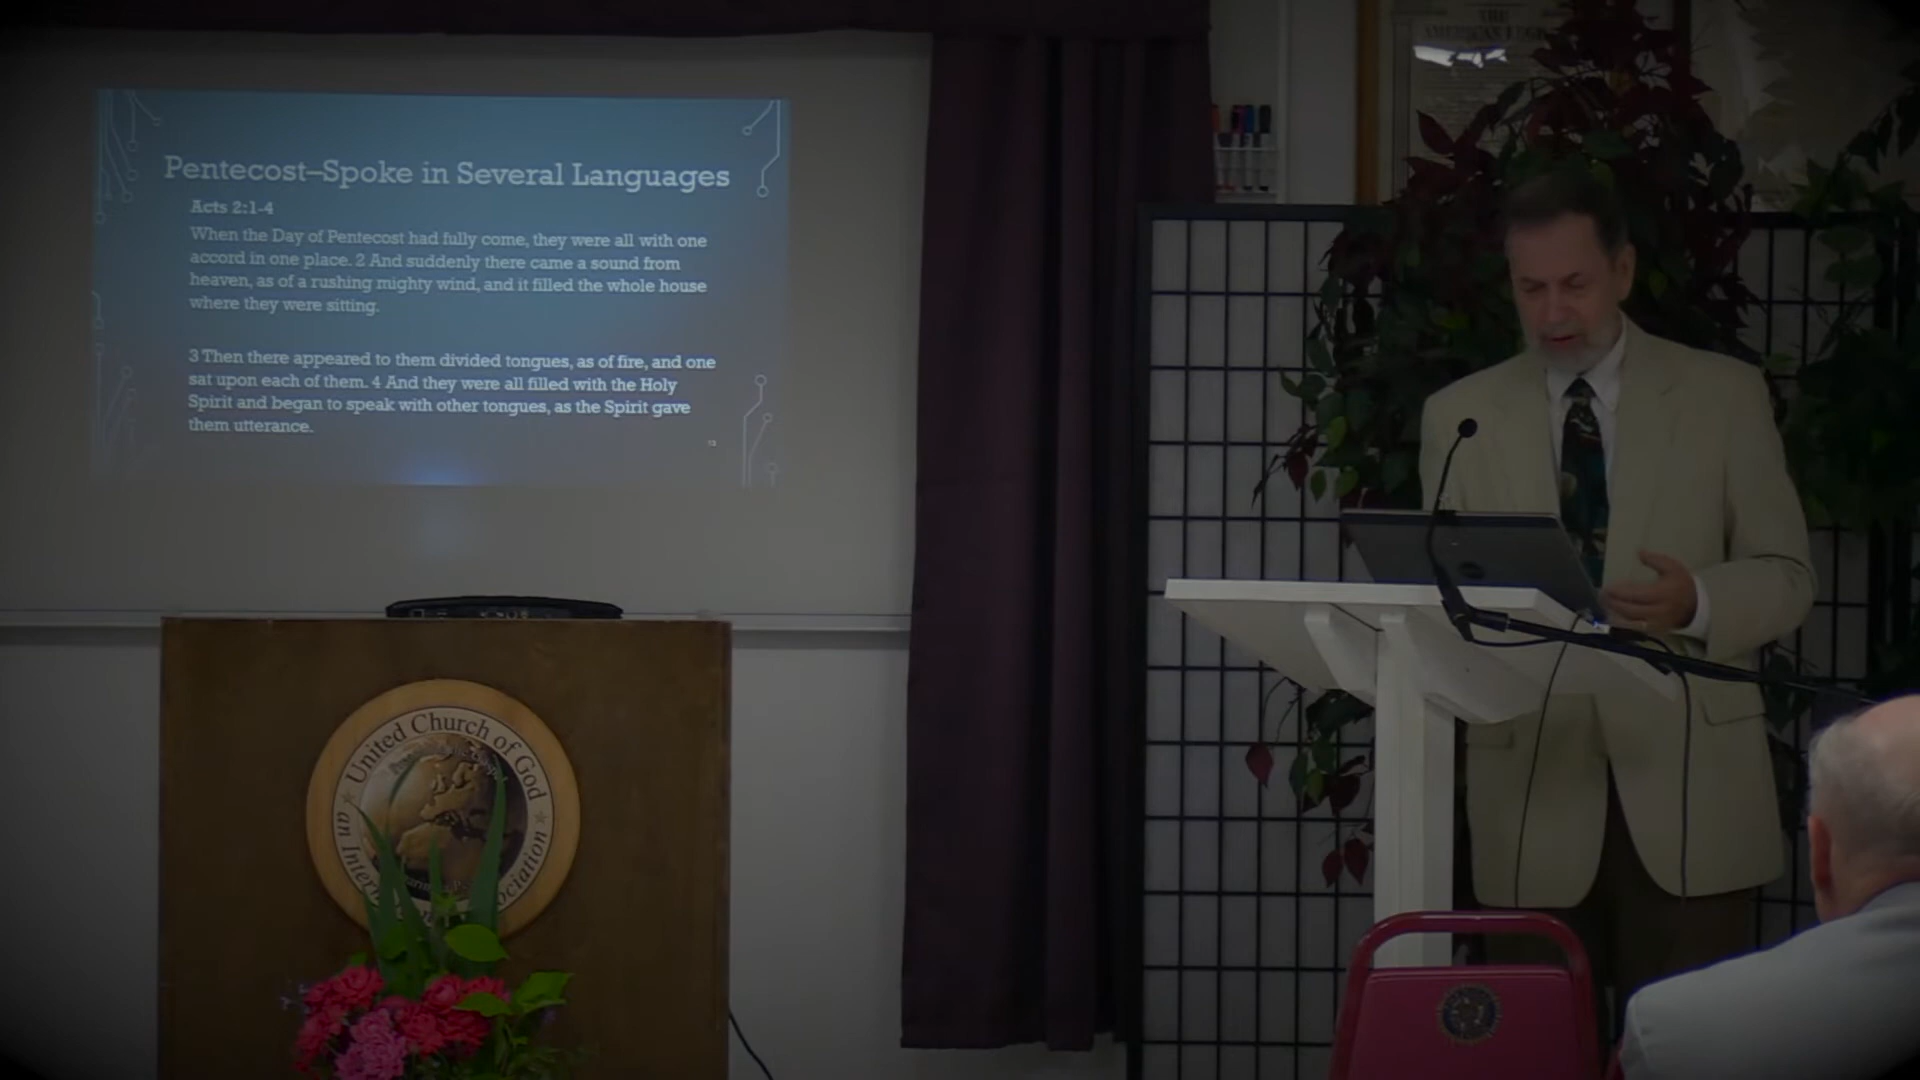 Pentecost–Spoke in Several Languages
Acts 2:1-4
When the Day of Pentecost had fully come, they were all with one
accord in one place. 2 And suddenly there came a sound from
heaven, as of a rushing mighty wind, and it filled the whole house
where they were sitting.
3 Then there appeared to them divided tongues, as of fire, and one
sat upon each of them. 4 And they were all filled with the Holy
Spirit and began to speak with other tongues, as the Spirit gave
them utterance.
13
THE
AMERICAN LEGION
United Church of God
an